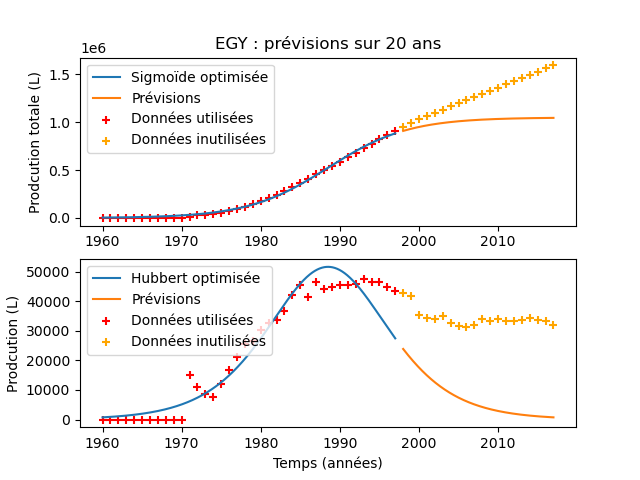 EGY : prévisions sur 20 ans
1e6
Sigmoïde optimisée
Prévisions
Données utilisées
Données inutilisées
Prodcution totale (L)
1.5
1.0
0.5
0.0
1960 1970 1980 1990 2000 2010
Hubbert optimisée
Prévisions
Données utilisées
Données inutilisées
Prodcution (L)
50000
40000
30000
20000
10000
0
1960 1970 1980 1990 2000 2010
Temps (années)